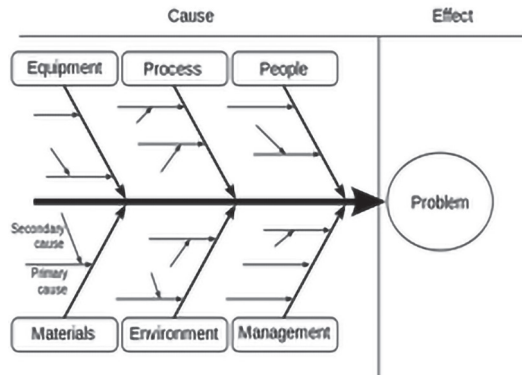 Cause
Effect
Equipment
Process
People
Problem
Secondary
cause
Primary
cause
Materials
Environment
Management